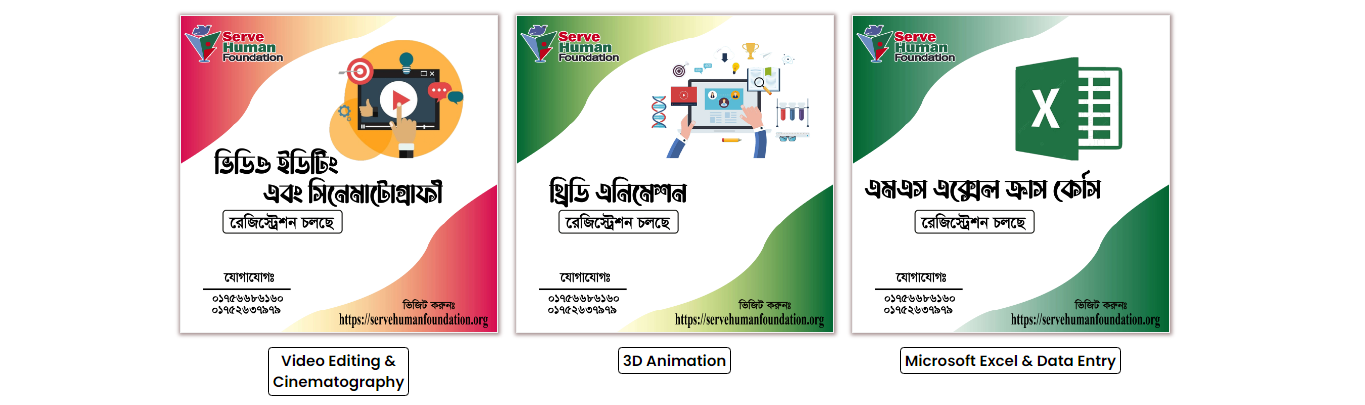 Serve
Human
Foundation
ভিডিও ইডিটিং
এবং সিনেমাটোগ্রাফী
রেজিস্ট্রেশন চলছে
যোগাযোগঃ
০১৭৫৬৬৮৬১৬০
০১৭৫২৬৩৭৯৭৯
ভিজিট করুনঃ
https://servehumanfoundation.org
Video Editing &
Cinematography
Serve
Human
Foundation
থ্রিডি এনিমেশন
রেজিস্ট্রেশন চলছে
যোগাযোগঃ
০১৭৫৬৬৮৬১৬০
০১৭৫২৬৩৭৯৭৯
ভিজিট করুনঃ
https://servehumanfoundation.org
3D Animation
Serve
Human
Foundation
X
এমএস এক্সেল ক্রাস কোর্স
রেজিস্ট্রেশন চলছে
যোগাযোগঃ
০১৭৫৬৬৮৬১৬০
০১৭৫২৬৩৭৯৭৯
ভিজিট করুনঃ
https://servehumanfoundation.org
Microsoft Excel & Data Entry